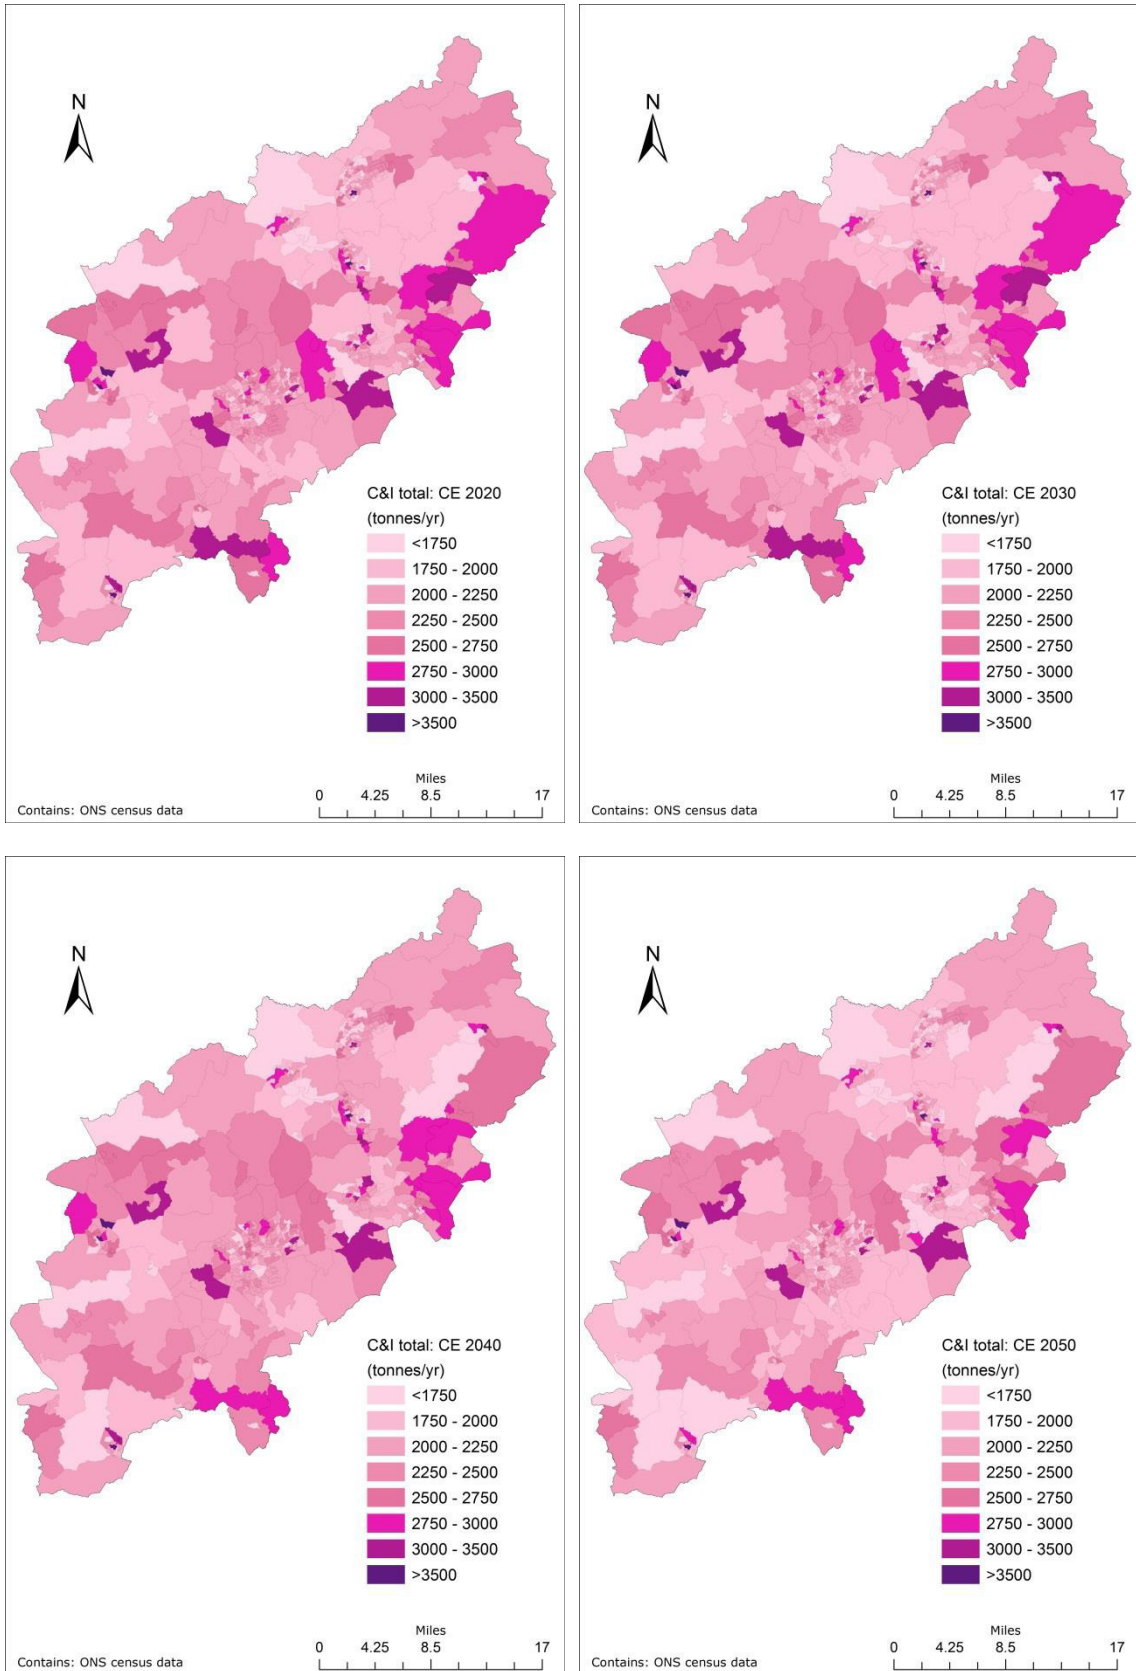 N
C&I total: CE 2020
(tonnes/yr)
<1750
1750 - 2000
2000 - 2250
2250 - 2500
2500 - 2750
2750 - 3000
3000 - 3500
>3500
Miles
0 4.25 8.5 17
Contains: ONS census data
N
C&I total: CE 2030
(tonnes/yr)
<1750
1750 - 2000
2000 - 2250
2250 - 2500
2500 - 2750
2750 - 3000
3000 - 3500
>3500
Miles
0 4.25 8.5 17
Contains: ONS census data
N
C&I total: CE 2040
(tonnes/yr)
<1750
1750 - 2000
2000 - 2250
2250 - 2500
2500 - 2750
2750 - 3000
3000 - 3500
>3500
Miles
0 4.25 8.5 17
Contains: ONS census data
N
C&I total: CE 2050
(tonnes/yr)
<1750
1750 - 2000
2000 - 2250
2250 - 2500
2500 - 2750
2750 - 3000
3000 - 3500
>3500
Miles
0 4.25 8.5 17
Contains: ONS census data